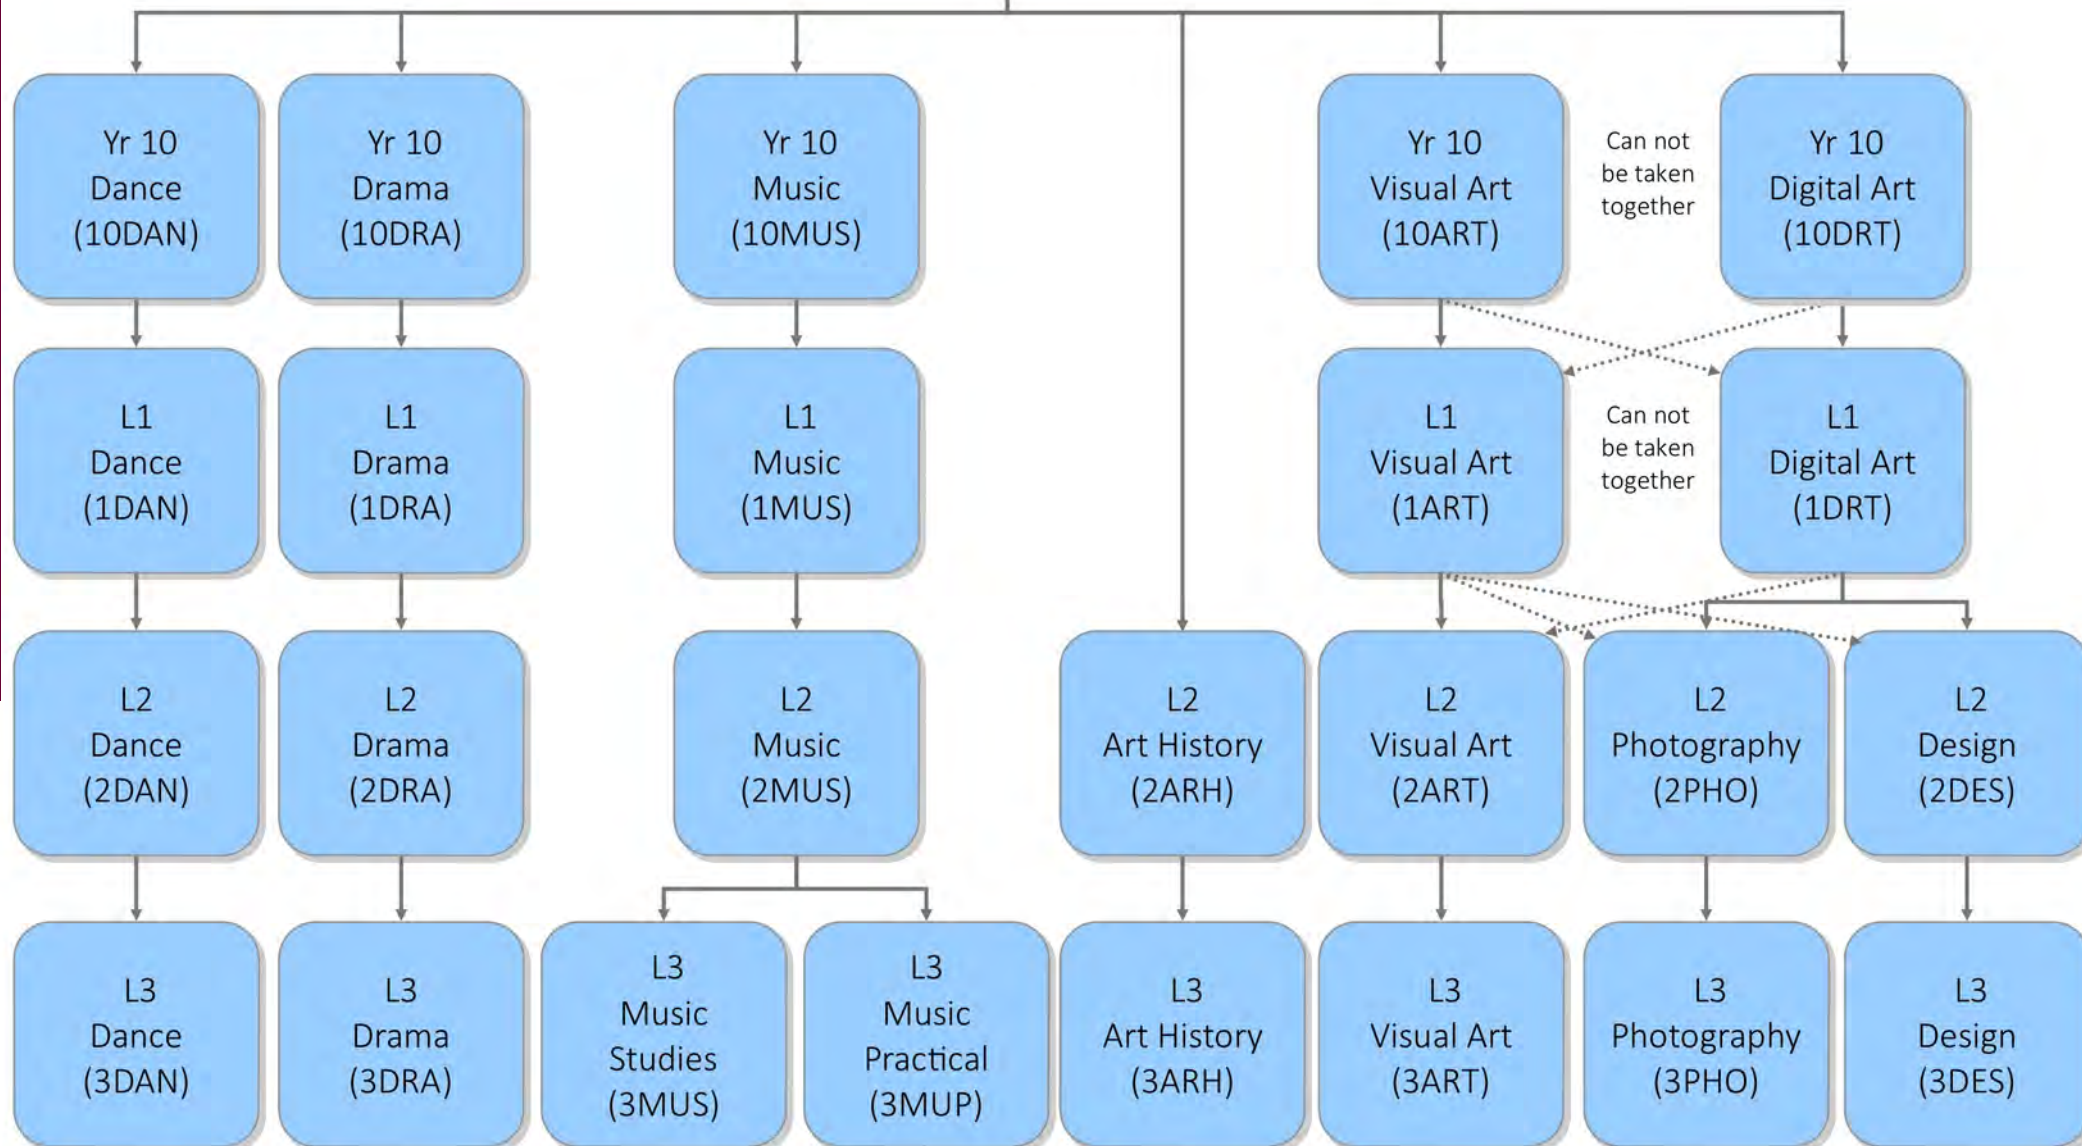 Yr 10
Dance
(10DAN)
Yr 10
Drama
(10DRA)
Yr 10
Music
(10MUS)
Yr 10
Visual Art
(10ART)
Can not
be taken
together
Yr 10
Digital Art
(10DRT)
L1
Dance
(1DAN)
L1
Drama
(1DRA)
L1
Music
(1MUS)
L1
Visual Art
(1ART)
Can not
be taken
together
L1
Digital Art
(1DRT)
L2
Dance
(2DAN)
L2
Drama
(2DRA)
L2
Music
(2MUS)
L2
Art History
(2ARH)
L2
Visual Art
(2ART)
L2
Photography
(2PHO)
L2
Design
(2DES)
L3
Dance
(3DAN)
L3
Drama
(3DRA)
L3
Music
Studies
(3MUS)
L3
Music
Practical
(3MUP)
L3
Art History
(3ARH)
L3
Visual Art
(3ART)
L3
Photography
(3PHO)
L3
Design
(3DES)